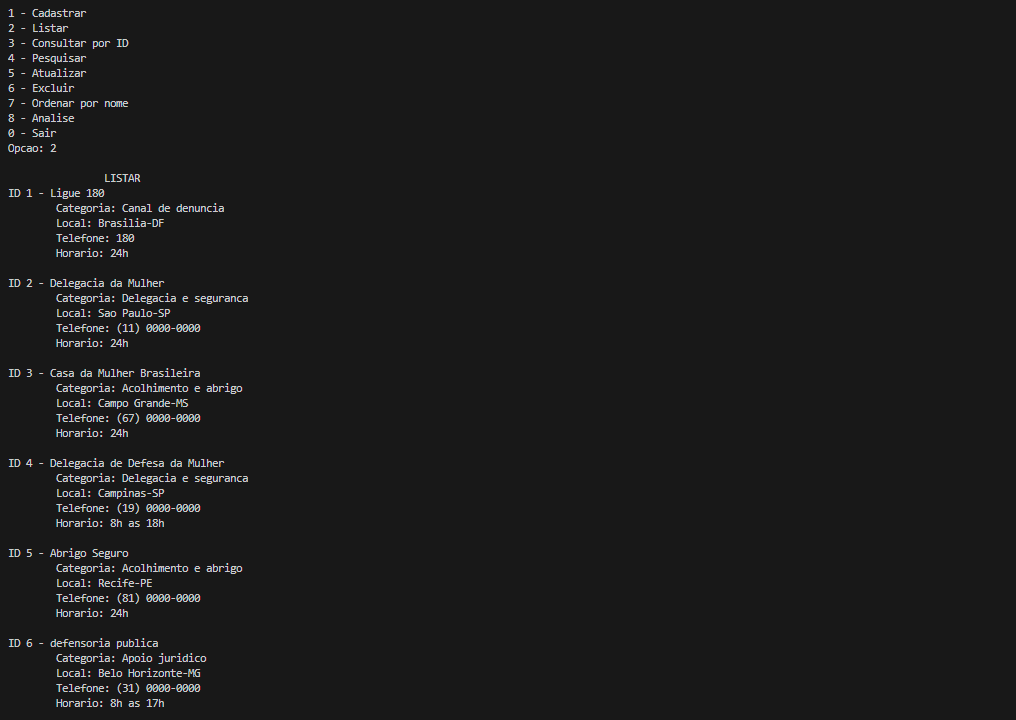 1 - Cadastrar
2 - Listar
3 - Consultar por ID
4 - Pesquisar
5 - Atualizar
6 - Excluir
7 - Ordenar por nome
8 - Analise
0 - Sair
Opcao: 2
LISTAR
ID 1 - Ligue 180
Categoria: Canal de denuncia
Local: Brasilia-DF
Telefone: 180
Horario: 24h
ID 2 - Delegacia da Mulher
Categoria: Delegacia e seguranca
Local: Sao Paulo-SP
Telefone: (11) 0000-0000
Horario: 24h
ID 3 - Casa da Mulher Brasileira
Categoria: Acolhimento e abrigo
Local: Campo Grande-MS
Telefone: (67) 0000-0000
Horario: 24h
ID 4 - Delegacia de Defesa da Mulher
Categoria: Delegacia e seguranca
Local: Campinas-SP
Telefone: (19) 0000-0000
Horario: 8h as 18h
ID 5 - Abrigo Seguro
Categoria: Acolhimento e abrigo
Local: Recife-PE
Telefone: (81) 0000-0000
Horario: 24h
ID 6 - defensoria publica
Categoria: Apoio juridico
Local: Belo Horizonte-MG
Telefone: (31) 0000-0000
Horario: 8h as 17h